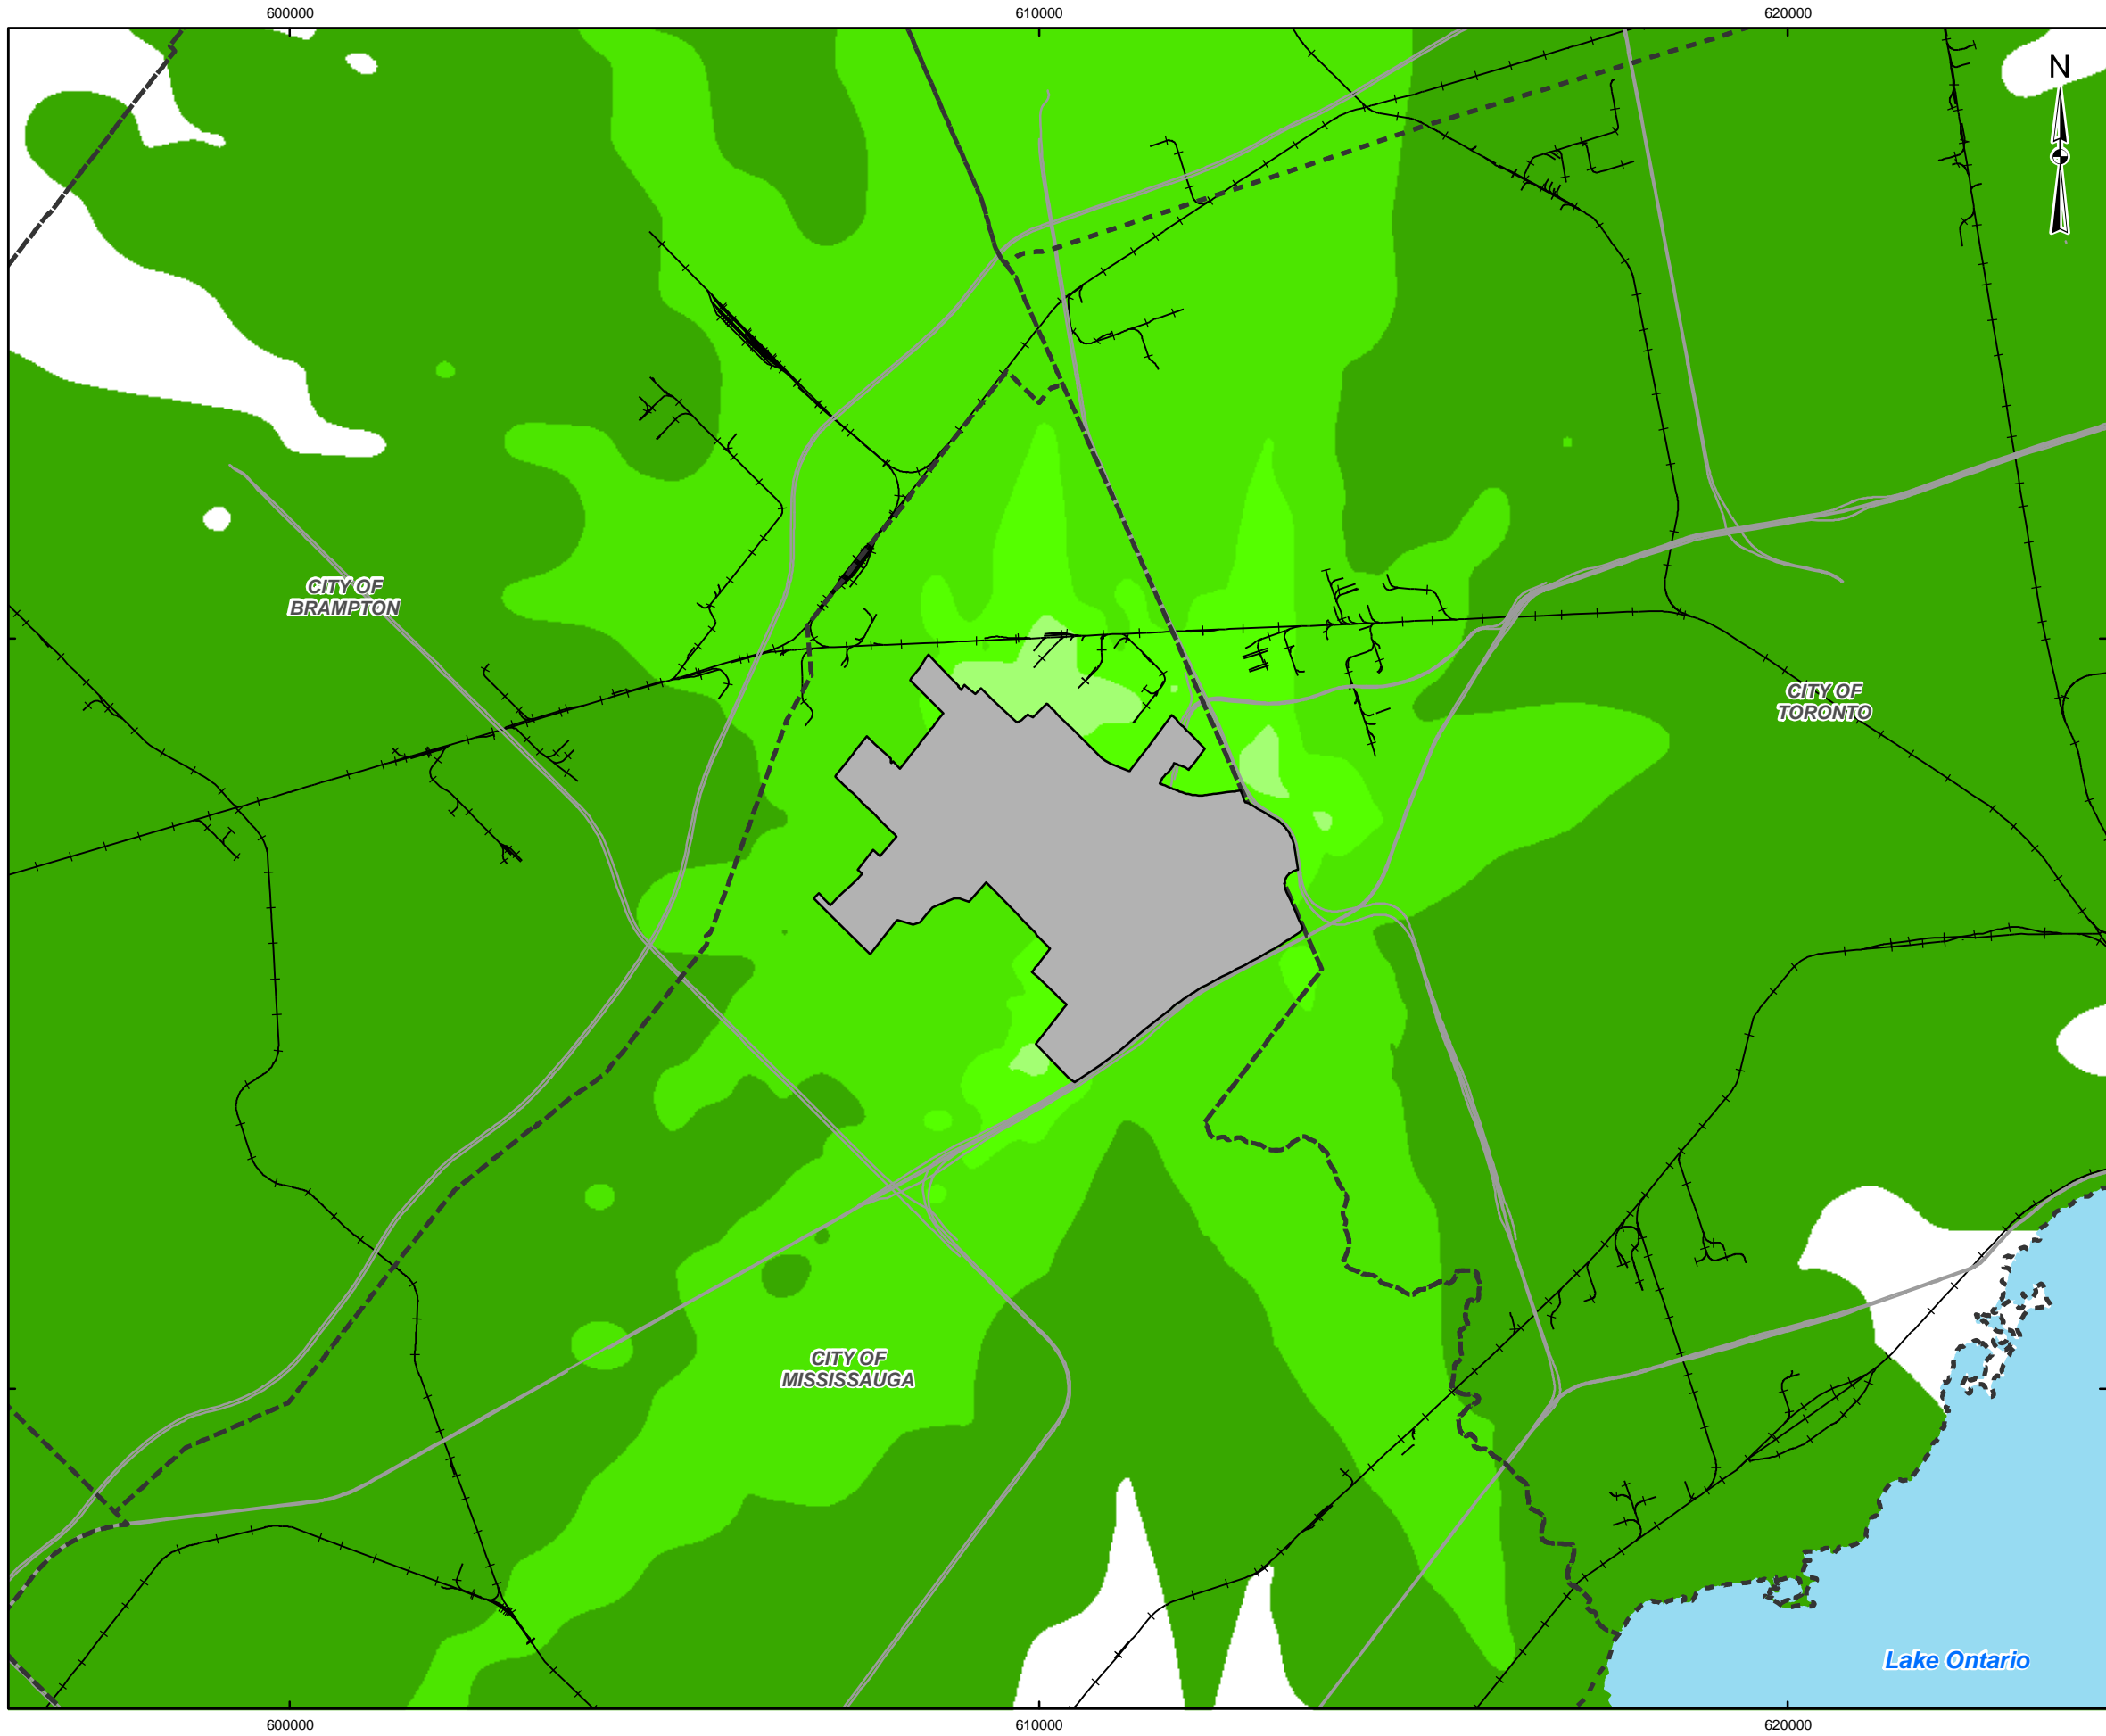 600000
610000
620000
N
CITY OF
BRAMPTON
CITY OF
TORONTO
CITY OF
MISSISSAUGA
Lake Ontario
600000
610000
620000